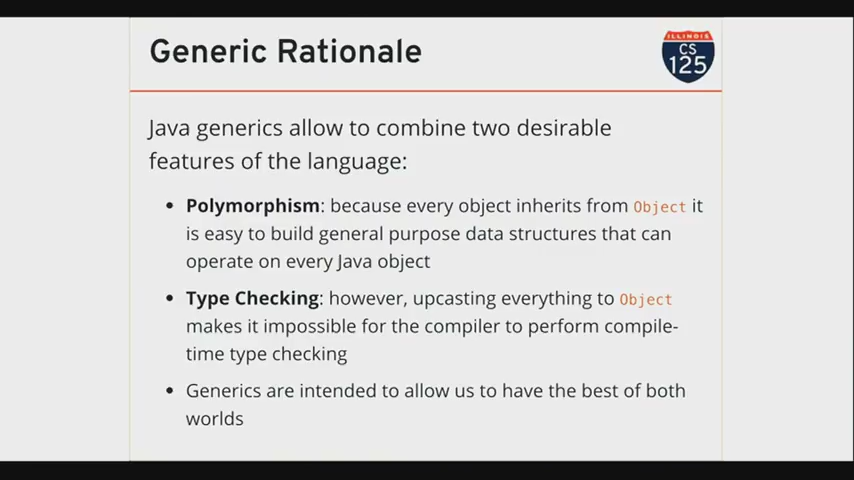 Generic Rationale
ILLINOIS
CS
125
Java generics allow to combine two desirable
features of the language:
• Polymorphism: because every object inherits from Object it
is easy to build general purpose data structures that can
operate on every Java object
• Type Checking: however, upcasting everything to Object
makes it impossible for the compiler to perform compile-
time type checking
• Generics are intended to allow us to have the best of both
worlds